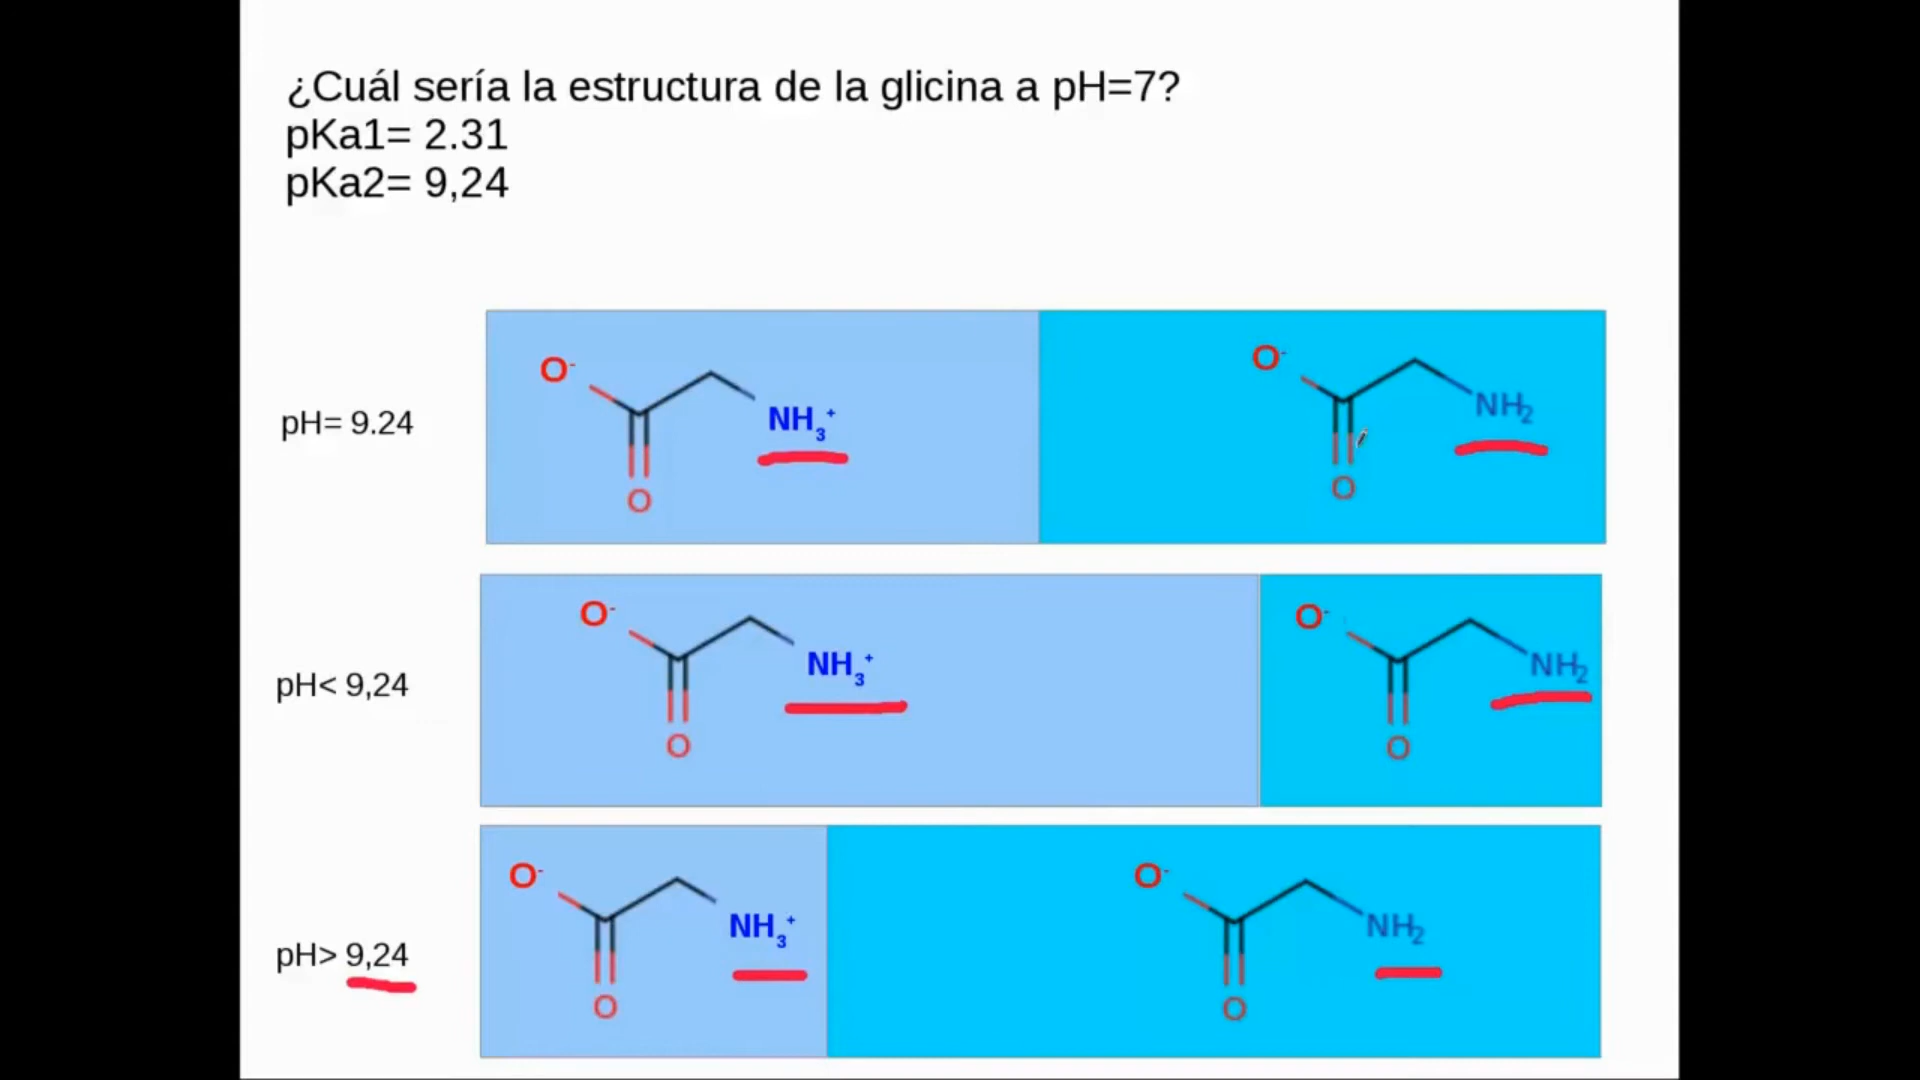 ¿Cuál sería la estructura de la glicina a pH=7?
pKa1= 2.31
pKa2= 9,24
pH= 9.24
O-
NH3+
O
O-
NH2
O
pH< 9,24
O-
NH3+
O
O-
NH2
O
pH> 9,24
O-
NH3+
O
O-
NH2
O